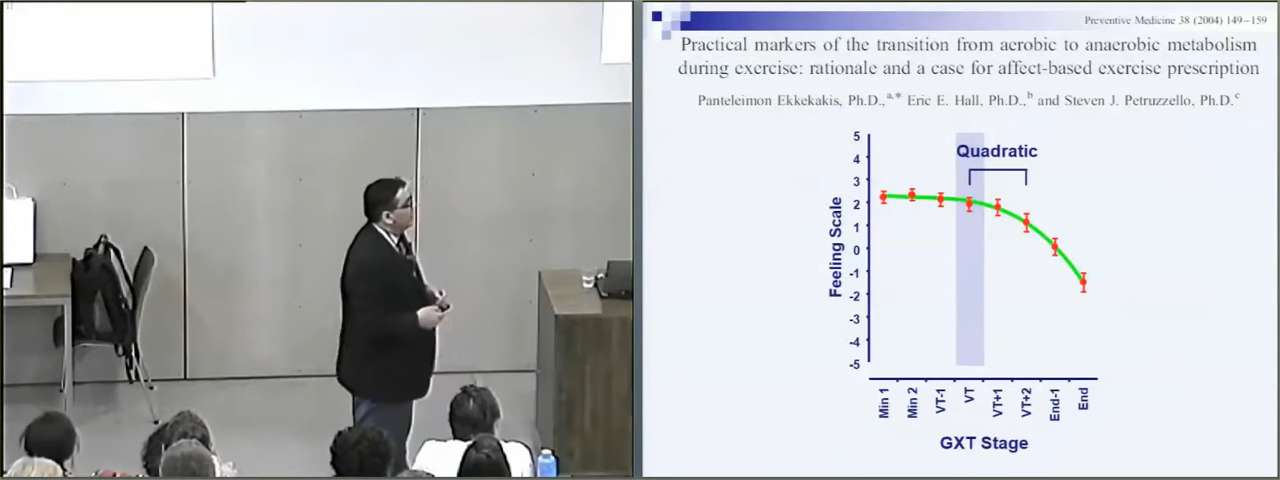 Preventive Medicine 38 (2004) 149–159
Practical markers of the transition from aerobic to anaerobic metabolism
during exercise: rationale and a case for affect-based exercise prescription
Panteleimon Ekkekakis, Ph.D.,a,* Eric E. Hall, Ph.D.,b and Steven J. Petruzzello, Ph.D.c
Quadratic
Feeling Scale
5
4
3
2
1
0
-1
-2
-3
-4
-5
Min 1
Min 2
VT-1
VT
VT+1
VT+2
End-1
End
GXT Stage